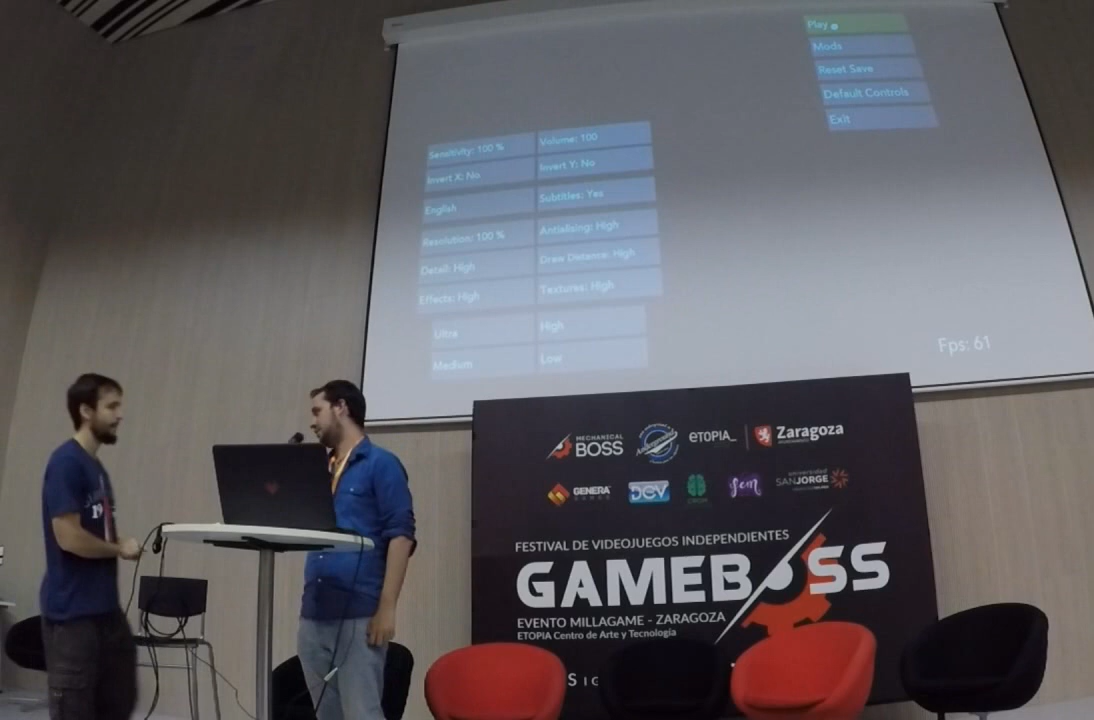 Play
Mods
Reset Save
Default Controls
Exit
Sensitivity: 100 %
Volume: 100
Invert X: No
Invert Y: No
English
Subtitles: Yes
Resolution: 100 %
Antialising: High
Detail: High
Draw Distance: High
Effects: High
Textures: High
Ultra
High
Medium
Low
Fps: 61
MECHANICAL
BOSS
eTOPIA_
Zaragoza
GENERA
GAMES
DEV
universidad
SANJORGE
FESTIVAL DE VIDEOJUEGOS INDEPENDIENTES
GAMEBOSS
EVENTO MILLAGAME - ZARAGOZA
ETOPIA Centro de Arte y Tecnología